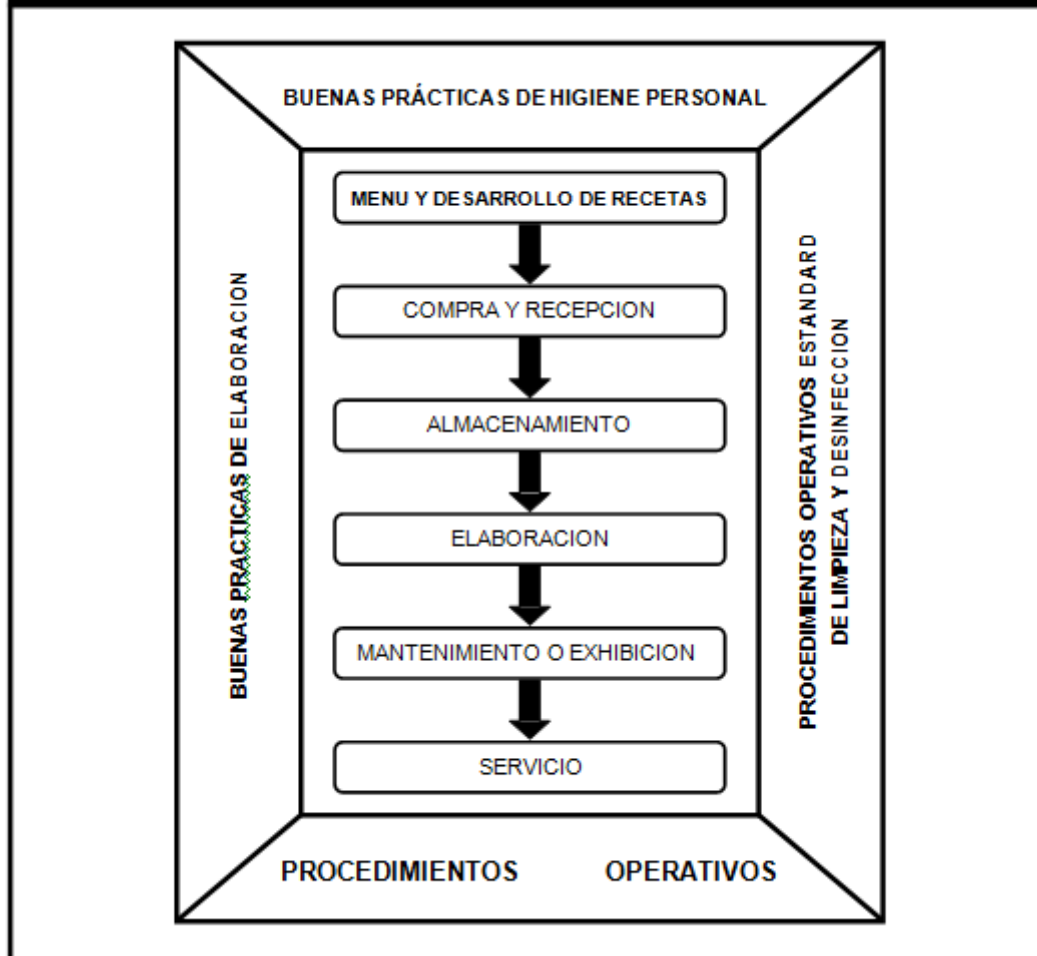 BUENAS PRÁCTICAS DE HIGIENE PERSONAL
MENU Y DESARROLLO DE RECETAS
COMPRA Y RECEPCION
ALMACENAMIENTO
ELABORACION
MANTENIMIENTO O EXHIBICION
SERVICIO
BUENAS PRACTICAS DE ELABORACION
PROCEDIMIENTOS OPERATIVOS ESTANDARD
DE LIMPIEZA Y DESINFECCION
PROCEDIMIENTOS OPERATIVOS